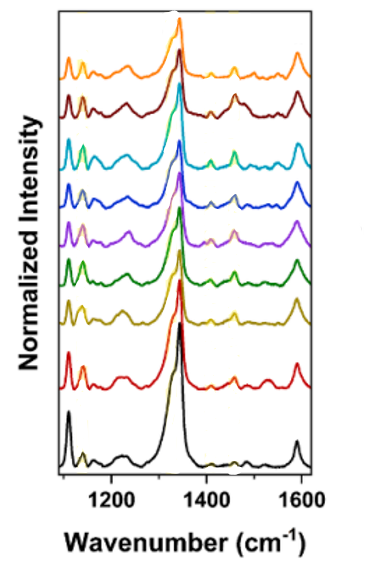 Normalized Intensity
1200 1400 1600
Wavenumber (cm⁻¹)